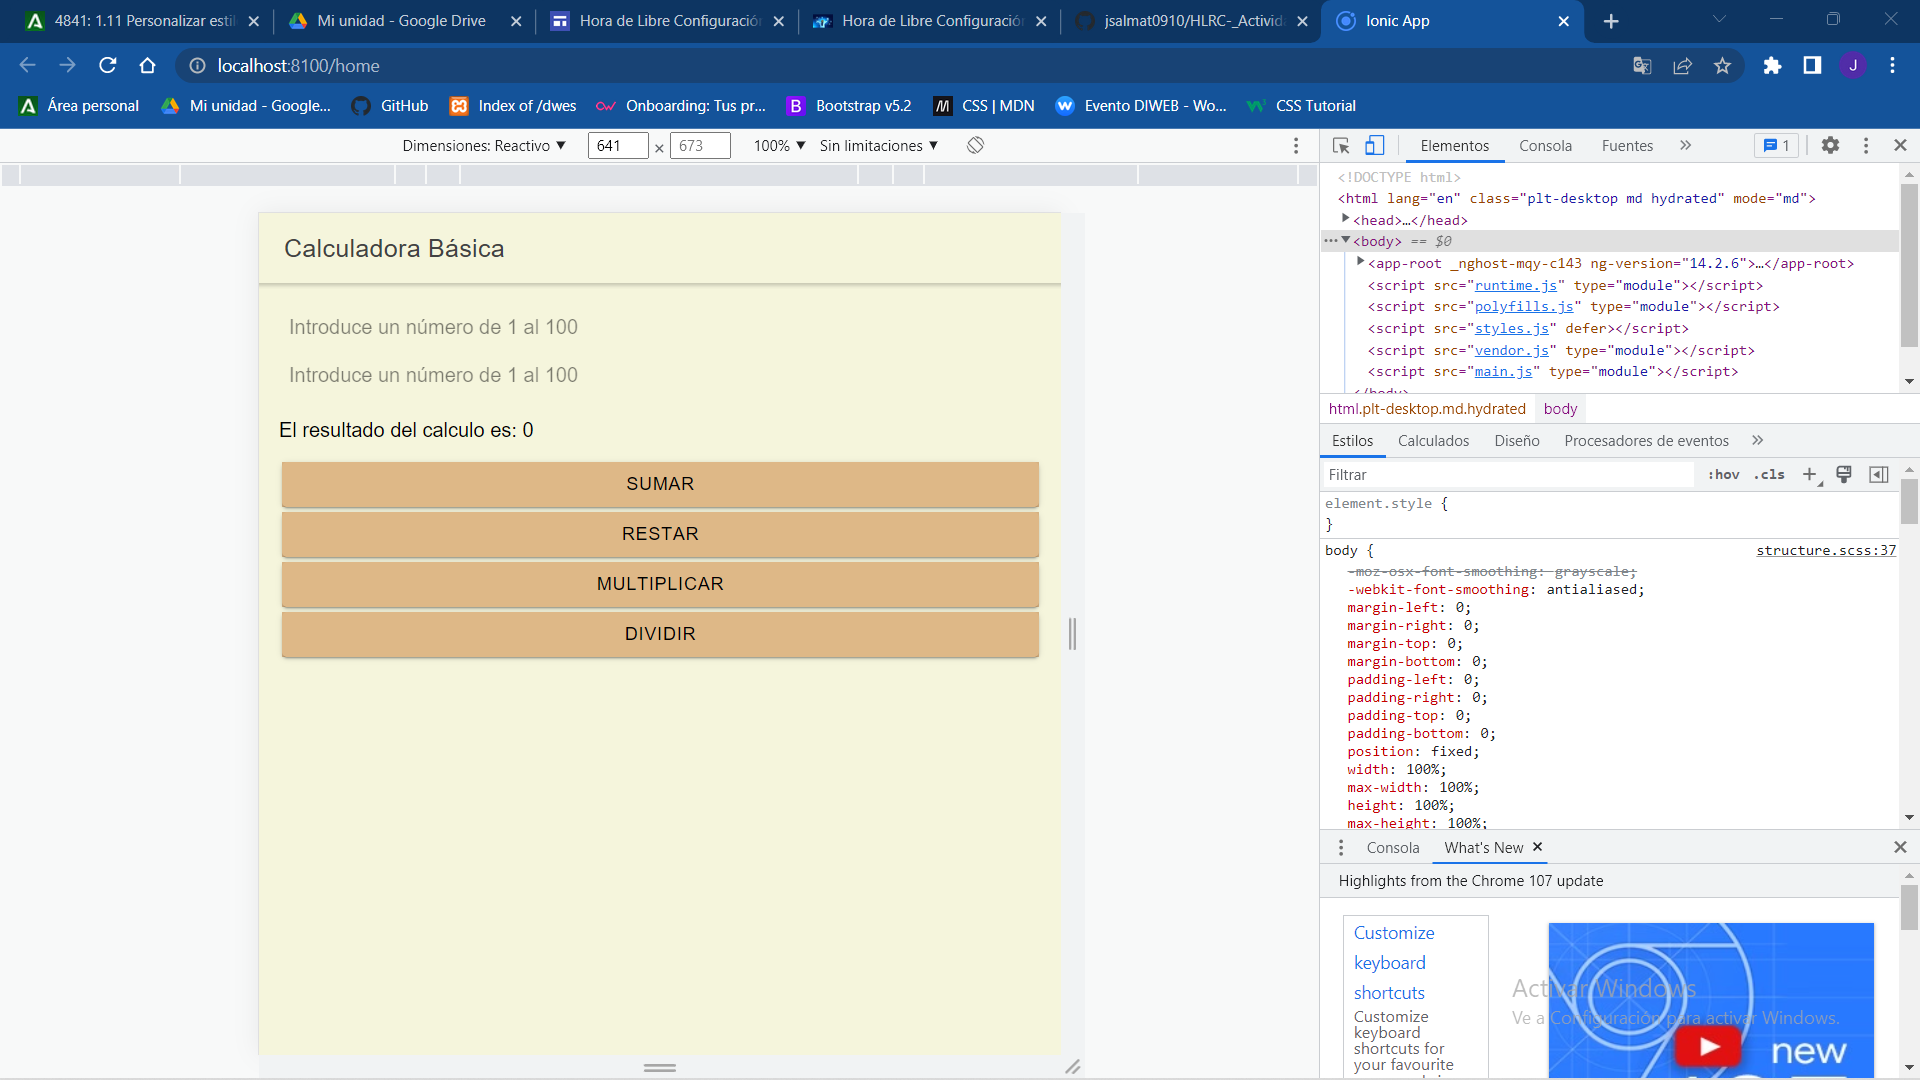 4841: 1.11 Personalizar estil
Mi unidad - Google Drive
Hora de Libre Configuración
Hora de Libre Configuración
jsalmat0910/HLRC-_Activida
Ionic App
localhost:8100/home
J
Área personal
Mi unidad - Google...
GitHub
Index of /dwes
Onboarding: Tus pr...
Bootstrap v5.2
CSS | MDN
Evento DIWEB - Wo...
CSS Tutorial
Dimensiones: Reactivo ▼
641 × 673
100% ▼
Sin limitaciones ▼
Calculadora Básica
Introduce un número de 1 al 100
Introduce un número de 1 al 100
El resultado del calculo es: 0
SUMAR
RESTAR
MULTIPLICAR
DIVIDIR
Elementos
Consola
Fuentes
»
1
<!DOCTYPE html>
<html lang="en" class="plt-desktop md hydrated" mode="md">
<head>…</head>
<body> == $0
<app-root _nghost-mqy-c143 ng-version="14.2.6">…</app-root>
<script src="runtime.js" type="module"></script>
<script src="polyfills.js" type="module"></script>
<script src="styles.js" defer></script>
<script src="vendor.js" type="module"></script>
<script src="main.js" type="module"></script>
</body>
html.plt-desktop.md.hydrated
body
Estilos
Calculados
Diseño
Procesadores de eventos
»
Filtrar
:hov
.cls
element.style {
}
body {
structure.scss:37
-moz-osx-font-smoothing: grayscale;
-webkit-font-smoothing: antialiased;
margin-left: 0;
margin-right: 0;
margin-top: 0;
margin-bottom: 0;
padding-left: 0;
padding-right: 0;
padding-top: 0;
padding-bottom: 0;
position: fixed;
width: 100%;
max-width: 100%;
height: 100%;
max-height: 100%;
Consola
What's New
Highlights from the Chrome 107 update
Customize
keyboard
shortcuts
Customize
keyboard
shortcuts for
your favourite
new
Activar Windows
Ve a Configuración para activar Windows.